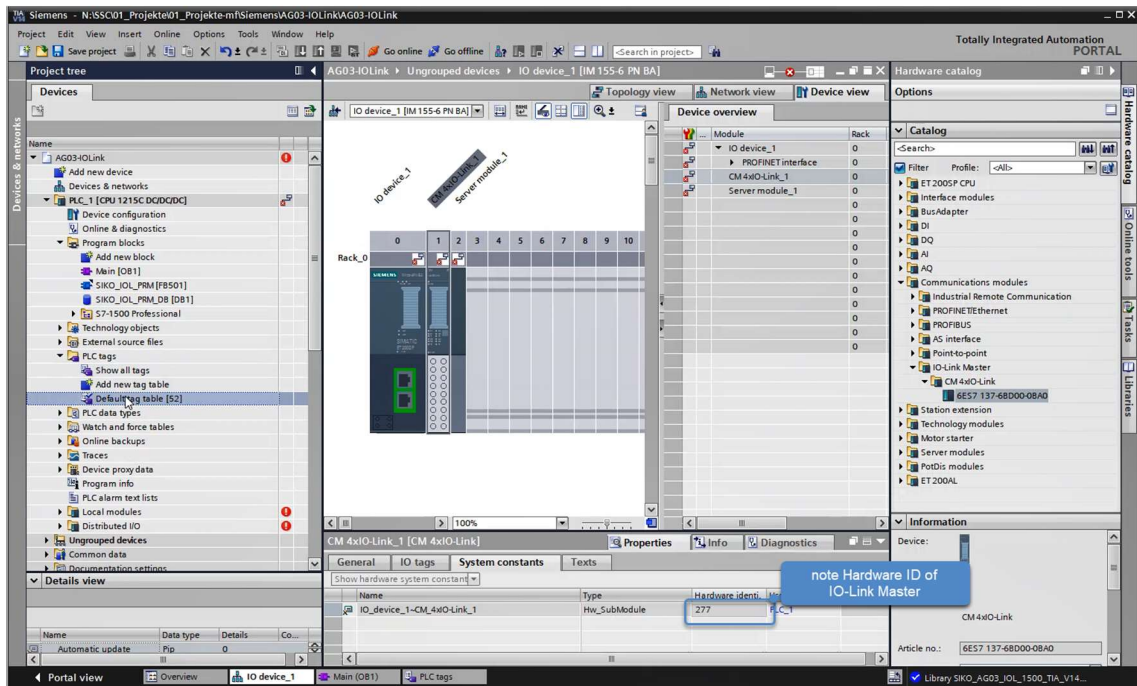 Siemens - N:\SSC\01_Projekte\01_Projekte-mf\Siemens\AG03-IOLink\AG03-IOLink
Project Edit View Insert Online Options Tools Window Help
Totally Integrated Automation
PORTAL
Save project
Go online Go offline
<Search in project>
Project tree
AG03-IOLink ▸ Ungrouped devices ▸ IO device_1 [IM 155-6 PN BA]
Hardware catalog
Devices
Topology view Network view Device view
Options
IO device_1 [IM 155-6 PN BA]
Device overview
Name
AG03-IOLink
Add new device
Devices & networks
PLC_1 [CPU 1215C DC/DC/DC]
Device configuration
Online & diagnostics
Program blocks
Add new block
Main [OB1]
SIKO_IOL_PRM [FB501]
SIKO_IOL_PRM_DB [DB1]
S7-1500 Professional
Technology objects
External source files
PLC tags
Show all tags
Add new tag table
Default tag table [52]
PLC data types
Watch and force tables
Online backups
Traces
Device proxy data
Program info
PLC alarm text lists
Local modules
Distributed I/O
Ungrouped devices
Common data
Documentation settings
Details view
Name Data type Details Co...
Automatic update Pip 0
Devices & networks
IO device_1
CM 4xIO-Link_1
Server module_1
0 1 2 3 4 5 6 7 8 9 10
Rack_0
SIEMENS
100%
... Module Rack
IO device_1 0
PROFINET interface 0
CM 4xIO-Link_1 0
Server module_1 0
0
0
0
0
0
0
0
0
0
0
0
CM 4xIO-Link_1 [CM 4xIO-Link]
Properties Info Diagnostics
General IO tags System constants Texts
Show hardware system constant
Name Type Hardware identi.
IO_device_1~CM_4xIO-Link_1 Hw_SubModule 277 PLC_1
note Hardware ID of
IO-Link Master
Catalog
<Search>
Filter Profile: <All>
ET 200SP CPU
Interface modules
BusAdapter
DI
DQ
AI
AQ
Communications modules
Industrial Remote Communication
PROFINET/Ethernet
PROFIBUS
AS interface
Point-to-point
IO-Link Master
CM 4xIO-Link
6ES7 137-6BD00-0BA0
Station extension
Technology modules
Motor starter
Server modules
PotDis modules
ET 200AL
Information
Device:
CM 4xIO-Link
Article no.: 6ES7 137-6BD00-0BA0
Hardware catalog
Online tools
Tasks
Libraries
Portal view Overview IO device_1 Main (OB1) PLC tags
Library SIKO_AG03_IOL_1500_TIA_V14...